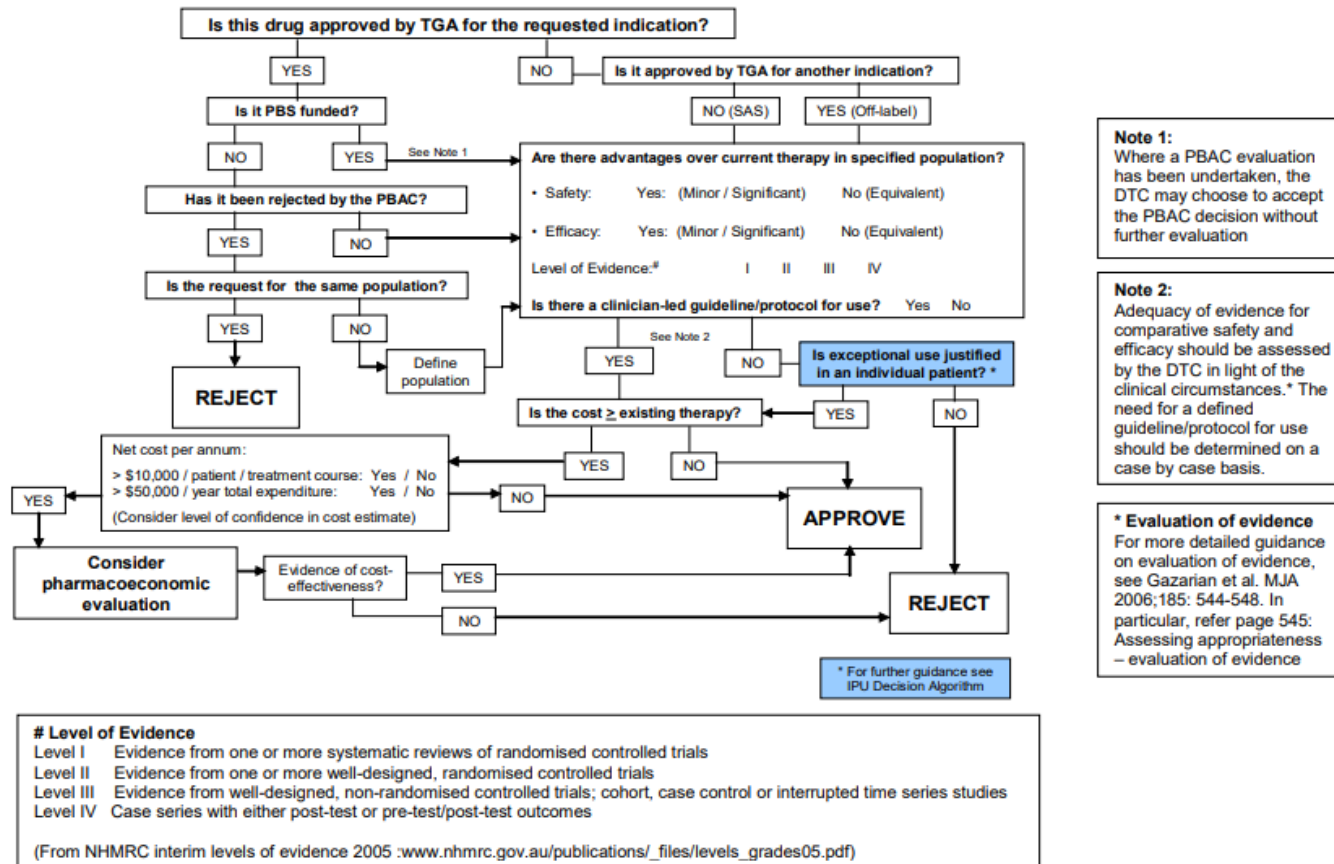 Is this drug approved by TGA for the requested indication?
YES
NO
Is it approved by TGA for another indication?
Is it PBS funded?
NO (SAS)
YES (Off-label)
NO
YES
See Note 1
Are there advantages over current therapy in specified population?
• Safety: Yes: (Minor / Significant) No (Equivalent)
• Efficacy: Yes: (Minor / Significant) No (Equivalent)
Level of Evidence:# I II III IV
Is there a clinician-led guideline/protocol for use? Yes No
Has it been rejected by the PBAC?
YES
NO
Is the request for the same population?
YES
NO
Define
population
REJECT
See Note 2
YES
NO
Is exceptional use justified
in an individual patient? *
YES
NO
Is the cost ≥ existing therapy?
YES
NO
Net cost per annum:
> $10,000 / patient / treatment course: Yes / No
> $50,000 / year total expenditure: Yes / No
(Consider level of confidence in cost estimate)
YES
NO
APPROVE
Consider
pharmacoeconomic
evaluation
Evidence of cost-
effectiveness?
YES
NO
REJECT
* For further guidance see
IPU Decision Algorithm
Note 1:
Where a PBAC evaluation
has been undertaken, the
DTC may choose to accept
the PBAC decision without
further evaluation
Note 2:
Adequacy of evidence for
comparative safety and
efficacy should be assessed
by the DTC in light of the
clinical circumstances.* The
need for a defined
guideline/protocol for use
should be determined on a
case by case basis.
* Evaluation of evidence
For more detailed guidance
on evaluation of evidence,
see Gazarian et al. MJA
2006;185: 544-548. In
particular, refer page 545:
Assessing appropriateness
– evaluation of evidence
# Level of Evidence
Level I Evidence from one or more systematic reviews of randomised controlled trials
Level II Evidence from one or more well-designed, randomised controlled trials
Level III Evidence from well-designed, non-randomised controlled trials; cohort, case control or interrupted time series studies
Level IV Case series with either post-test or pre-test/post-test outcomes
(From NHMRC interim levels of evidence 2005 :www.nhmrc.gov.au/publications/_files/levels_grades05.pdf)